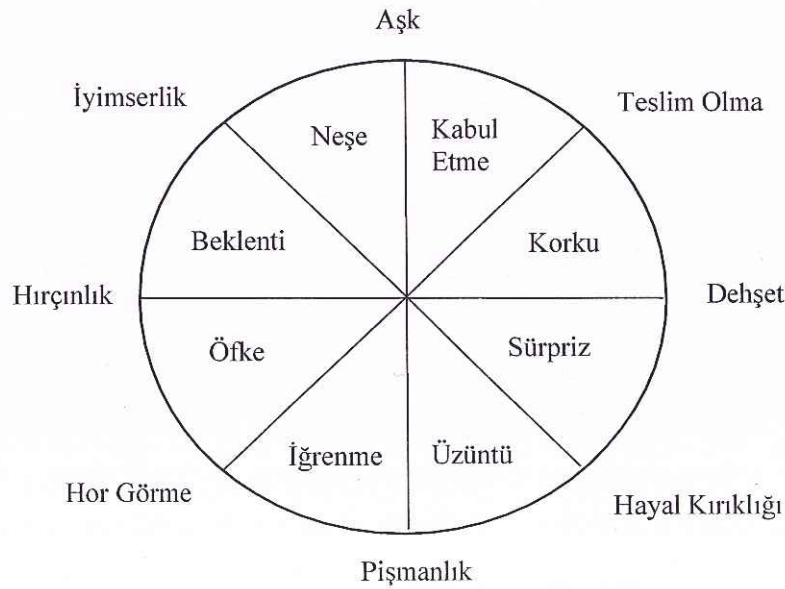 Aşk
İyimserlik
Teslim Olma
Neşe
Kabul
Etme
Beklenti
Korku
Hırçınlık
Dehşet
Öfke
Sürpriz
İğrenme
Üzüntü
Hor Görme
Hayal Kırıklığı
Pişmanlık